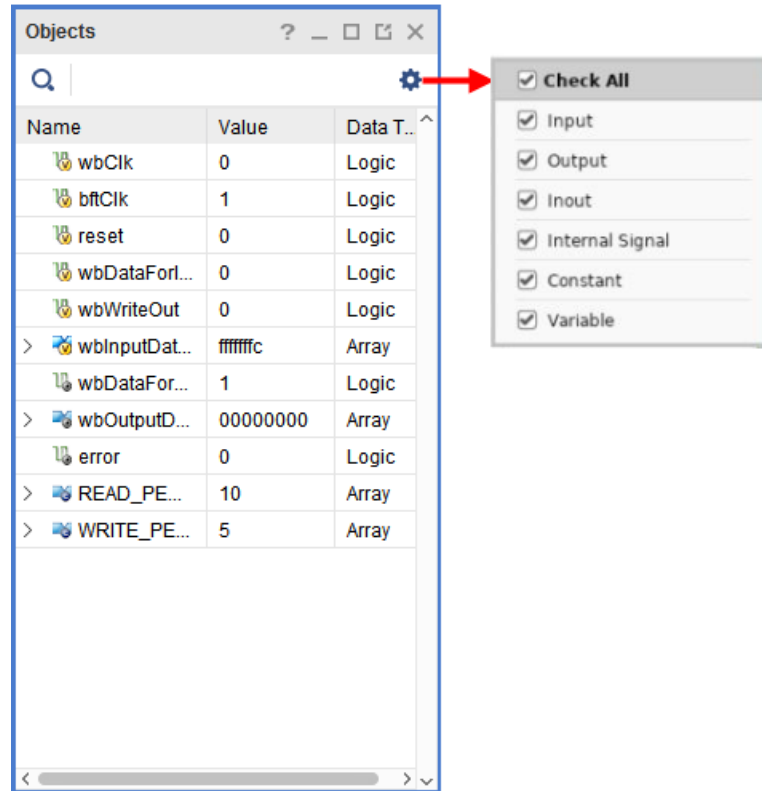 Objects ?
Name Value Data T...
wbClk 0 Logic
bftClk 1 Logic
reset 0 Logic
wbDataForI... 0 Logic
wbWriteOut 0 Logic
wbInputDat... fffffffc Array
wbDataFor... 1 Logic
wbOutputD... 00000000 Array
error 0 Logic
READ_PE... 10 Array
WRITE_PE... 5 Array
Check All
Input
Output
Inout
Internal Signal
Constant
Variable